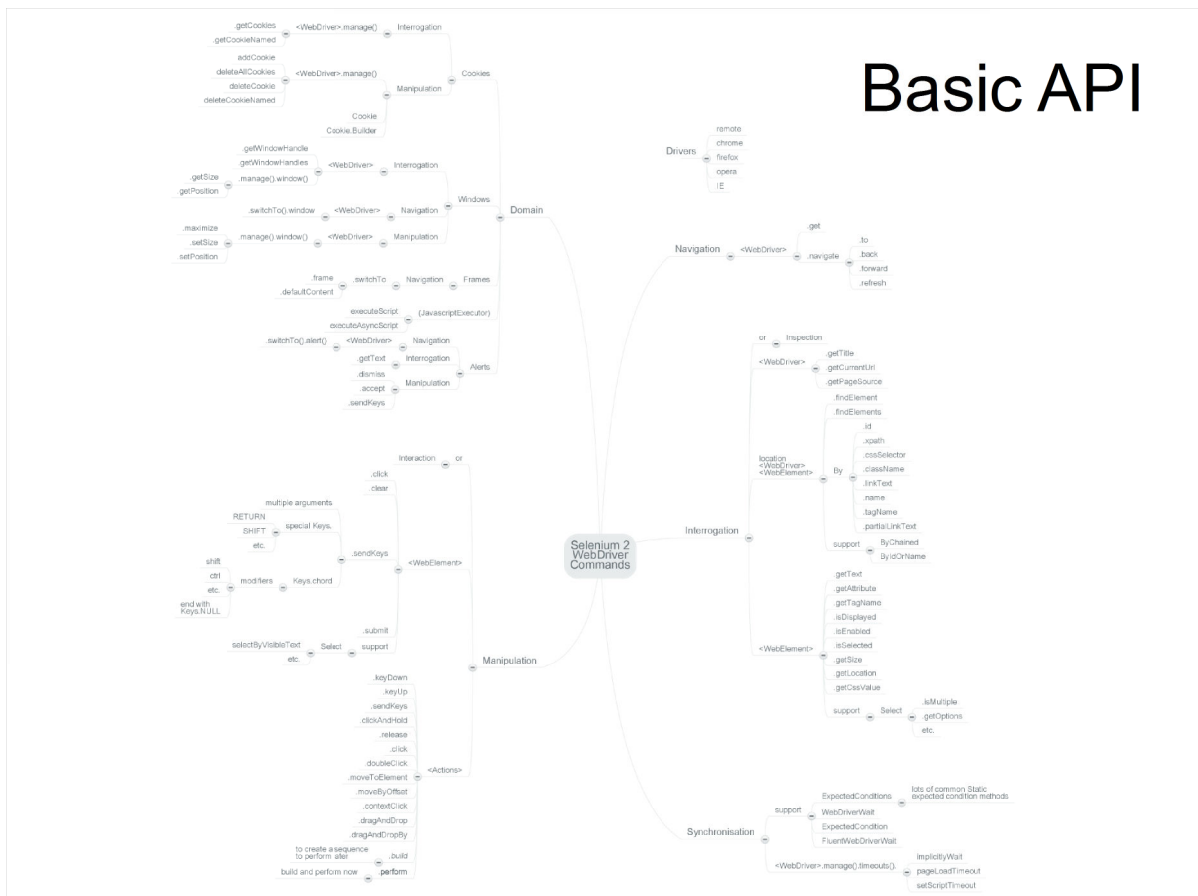 Basic API
Selenium 2
WebDriver
Commands
Domain
Cookies
Interrogation
<WebDriver>.manage()
.getCookies
.getCookieNamed
Manipulation
<WebDriver>.manage()
addCookie
deleteAllCookies
deleteCookie
deleteCookieNamed
Cookie
Cookie.Builder
Windows
Interrogation
<WebDriver>
.getWindowHandle
.getWindowHandles
.manage().window()
.getSize
getPosition
Navigation
<WebDriver>
.switchTo().window
Manipulation
<WebDriver>
.manage().window()
.maximize
.setSize
setPosition
Frames
Navigation
.switchTo
.frame
.defaultContent
(JavascriptExecutor)
executeScript
executeAsyncScript
Alerts
Navigation
<WebDriver>
.switchTo().alert()
Interrogation
.getText
Manipulation
.dismiss
.accept
.sendKeys
Manipulation
or
Interaction
<WebElement>
.click
.clear
.sendKeys
multiple arguments
special Keys.
RETURN
SHIFT
etc.
Keys.chord
modifiers
shift
ctrl
etc.
end with
Keys.NULL
.submit
support
Select
selectByVisibleText
etc.
<Actions>
.keyDown
.keyUp
.sendKeys
.clickAndHold
.release
.click
.doubleClick
.moveToElement
.moveByOffset
.contextClick
.dragAndDrop
.dragAndDropBy
.build
to create a sequence
to perform later
perform
build and perform now
Drivers
remote
chrome
firefox
opera
IE
Navigation
<WebDriver>
.get
.navigate
.to
.back
.forward
.refresh
Interrogation
or
Inspection
<WebDriver>
.getTitle
.getCurrentUrl
.getPageSource
location
<WebDriver>
<WebElement>
.findElement
.findElements
By
.id
.xpath
.cssSelector
.className
.linkText
.name
.tagName
.partialLinkText
support
ByChained
ByIdOrName
<WebElement>
.getText
.getAttribute
.getTagName
.isDisplayed
.isEnabled
.isSelected
.getSize
.getLocation
.getCssValue
support
Select
.isMultiple
.getOptions
etc.
Synchronisation
support
ExpectedConditions
lots of common Static
expected condition methods
WebDriverWait
ExpectedCondition
FluentWebDriverWait
<WebDriver>.manage().timeouts().
implicitlyWait
pageLoadTimeout
setScriptTimeout